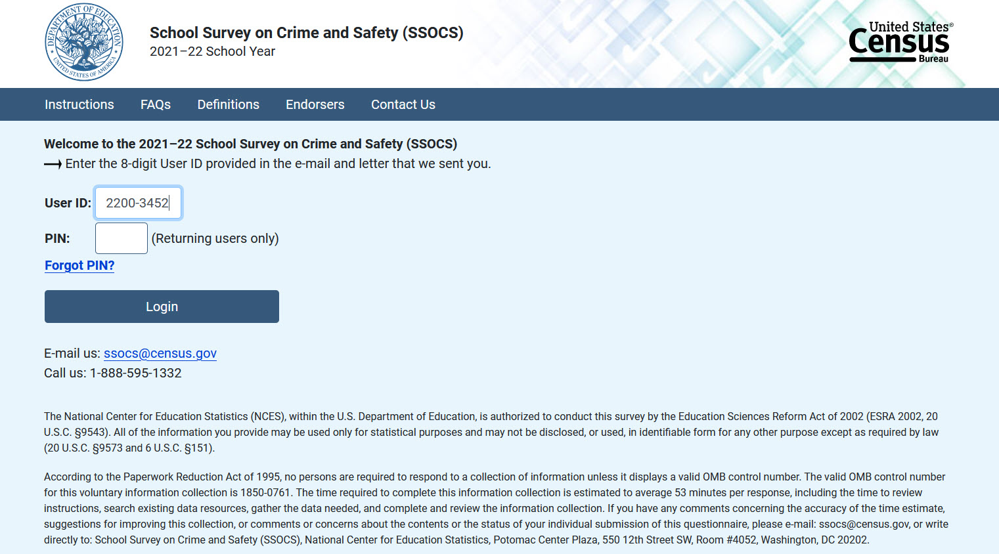 DEPARTMENT OF EDUCATION
UNITED STATES OF AMERICA
School Survey on Crime and Safety (SSOCS)
2021–22 School Year
United States®
Census
Bureau
Instructions FAQs Definitions Endorsers Contact Us
Welcome to the 2021–22 School Survey on Crime and Safety (SSOCS)
Enter the 8-digit User ID provided in the e-mail and letter that we sent you.
User ID: 2200-3452
PIN: (Returning users only)
Forgot PIN?
Login
E-mail us: ssocs@census.gov
Call us: 1-888-595-1332
The National Center for Education Statistics (NCES), within the U.S. Department of Education, is authorized to conduct this survey by the Education Sciences Reform Act of 2002 (ESRA 2002, 20
U.S.C. §9543). All of the information you provide may be used only for statistical purposes and may not be disclosed, or used, in identifiable form for any other purpose except as required by law
(20 U.S.C. §9573 and 6 U.S.C. §151).
According to the Paperwork Reduction Act of 1995, no persons are required to respond to a collection of information unless it displays a valid OMB control number. The valid OMB control number
for this voluntary information collection is 1850-0761. The time required to complete this information collection is estimated to average 53 minutes per response, including the time to review
instructions, search existing data resources, gather the data needed, and complete and review the information collection. If you have any comments concerning the accuracy of the time estimate,
suggestions for improving this collection, or comments or concerns about the contents or the status of your individual submission of this questionnaire, please e-mail: ssocs@census.gov, or write
directly to: School Survey on Crime and Safety (SSOCS), National Center for Education Statistics, Potomac Center Plaza, 550 12th Street SW, Room #4052, Washington, DC 20202.